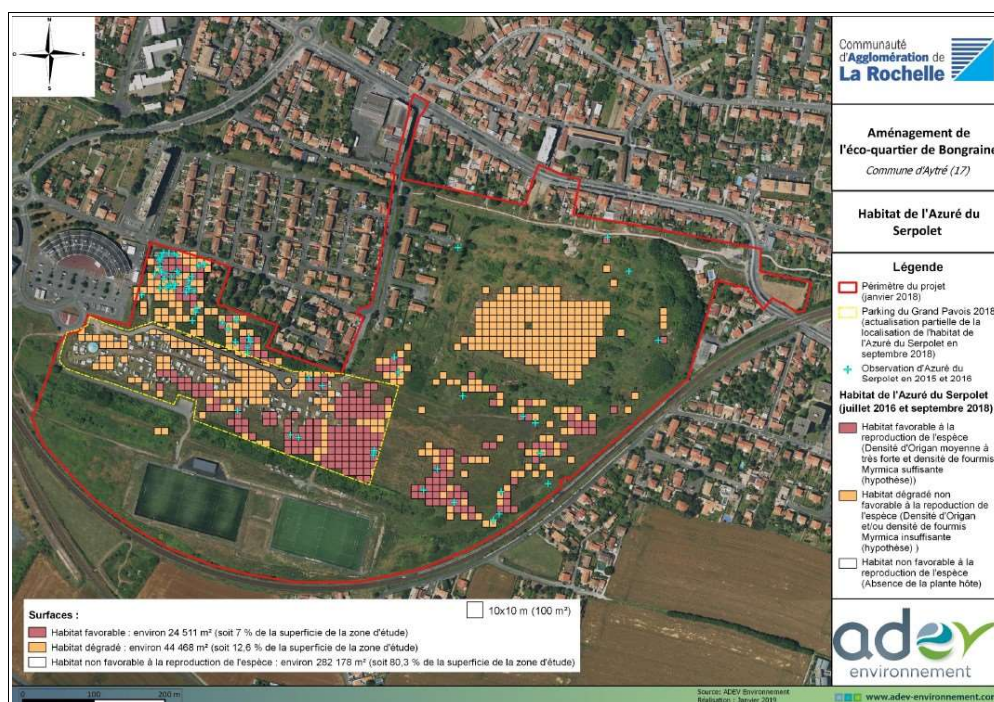 N
O
E
S
Communauté
d'Agglomération de
La Rochelle
Aménagement de
l'éco-quartier de Bongraine
Commune d'Aytré (17)
Habitat de l'Azuré du
Serpolet
Légende
Périmètre du projet
(janvier 2018)
Parking du Grand Pavois 2018
(actualisation partielle de la
localisation de l'habitat de
l'Azuré du Serpolet en
septembre 2018)
Observation d'Azuré du
Serpolet en 2015 et 2016
Habitat de l'Azuré du Serpolet
(juillet 2016 et septembre 2018)
Habitat favorable à la
reproduction de l'espèce
(Densité d'Origan moyenne à
très forte et densité de fourmis
Myrmica suffisante
(hypothèse))
Habitat dégradé non
favorable à la repoduction de
l'espèce (Densité d'Origan
et/ou densité de fourmis
Myrmica insuffisante
(hypothèse) )
Habitat non favorable à la
reproduction de l'espèce
(Absence de la plante hôte)
Surfaces :
10x10 m (100 m²)
Habitat favorable : environ 24 511 m² (soit 7 % de la superficie de la zone d'étude)
Habitat dégradé : environ 44 468 m² (soit 12,6 % de la superficie de la zone d'étude)
Habitat non favorable à la reproduction de l'espèce : environ 282 178 m² (soit 80,3 % de la superficie de la zone d'étude)
adev
environnement
0 100 200 m
Source: ADEV Environnement
Réalisation : Janvier 2019
www.adev-environnement.com